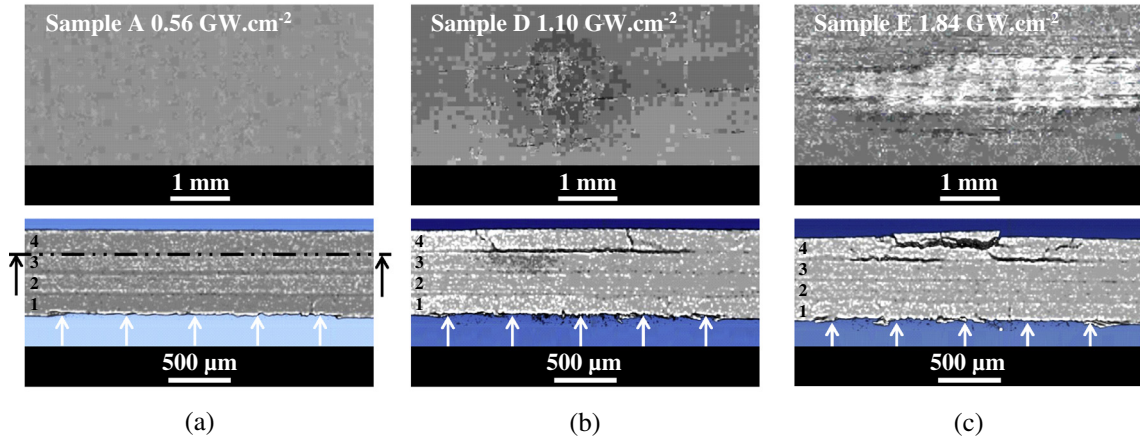 Sample A 0.56 GW.cm-2
Sample D 1.10 GW.cm-2
Sample E 1.84 GW.cm-2
1 mm
1 mm
1 mm
4
3
2
1
500 µm
4
3
2
1
500 µm
4
3
2
1
500 µm
(a)
(b)
(c)